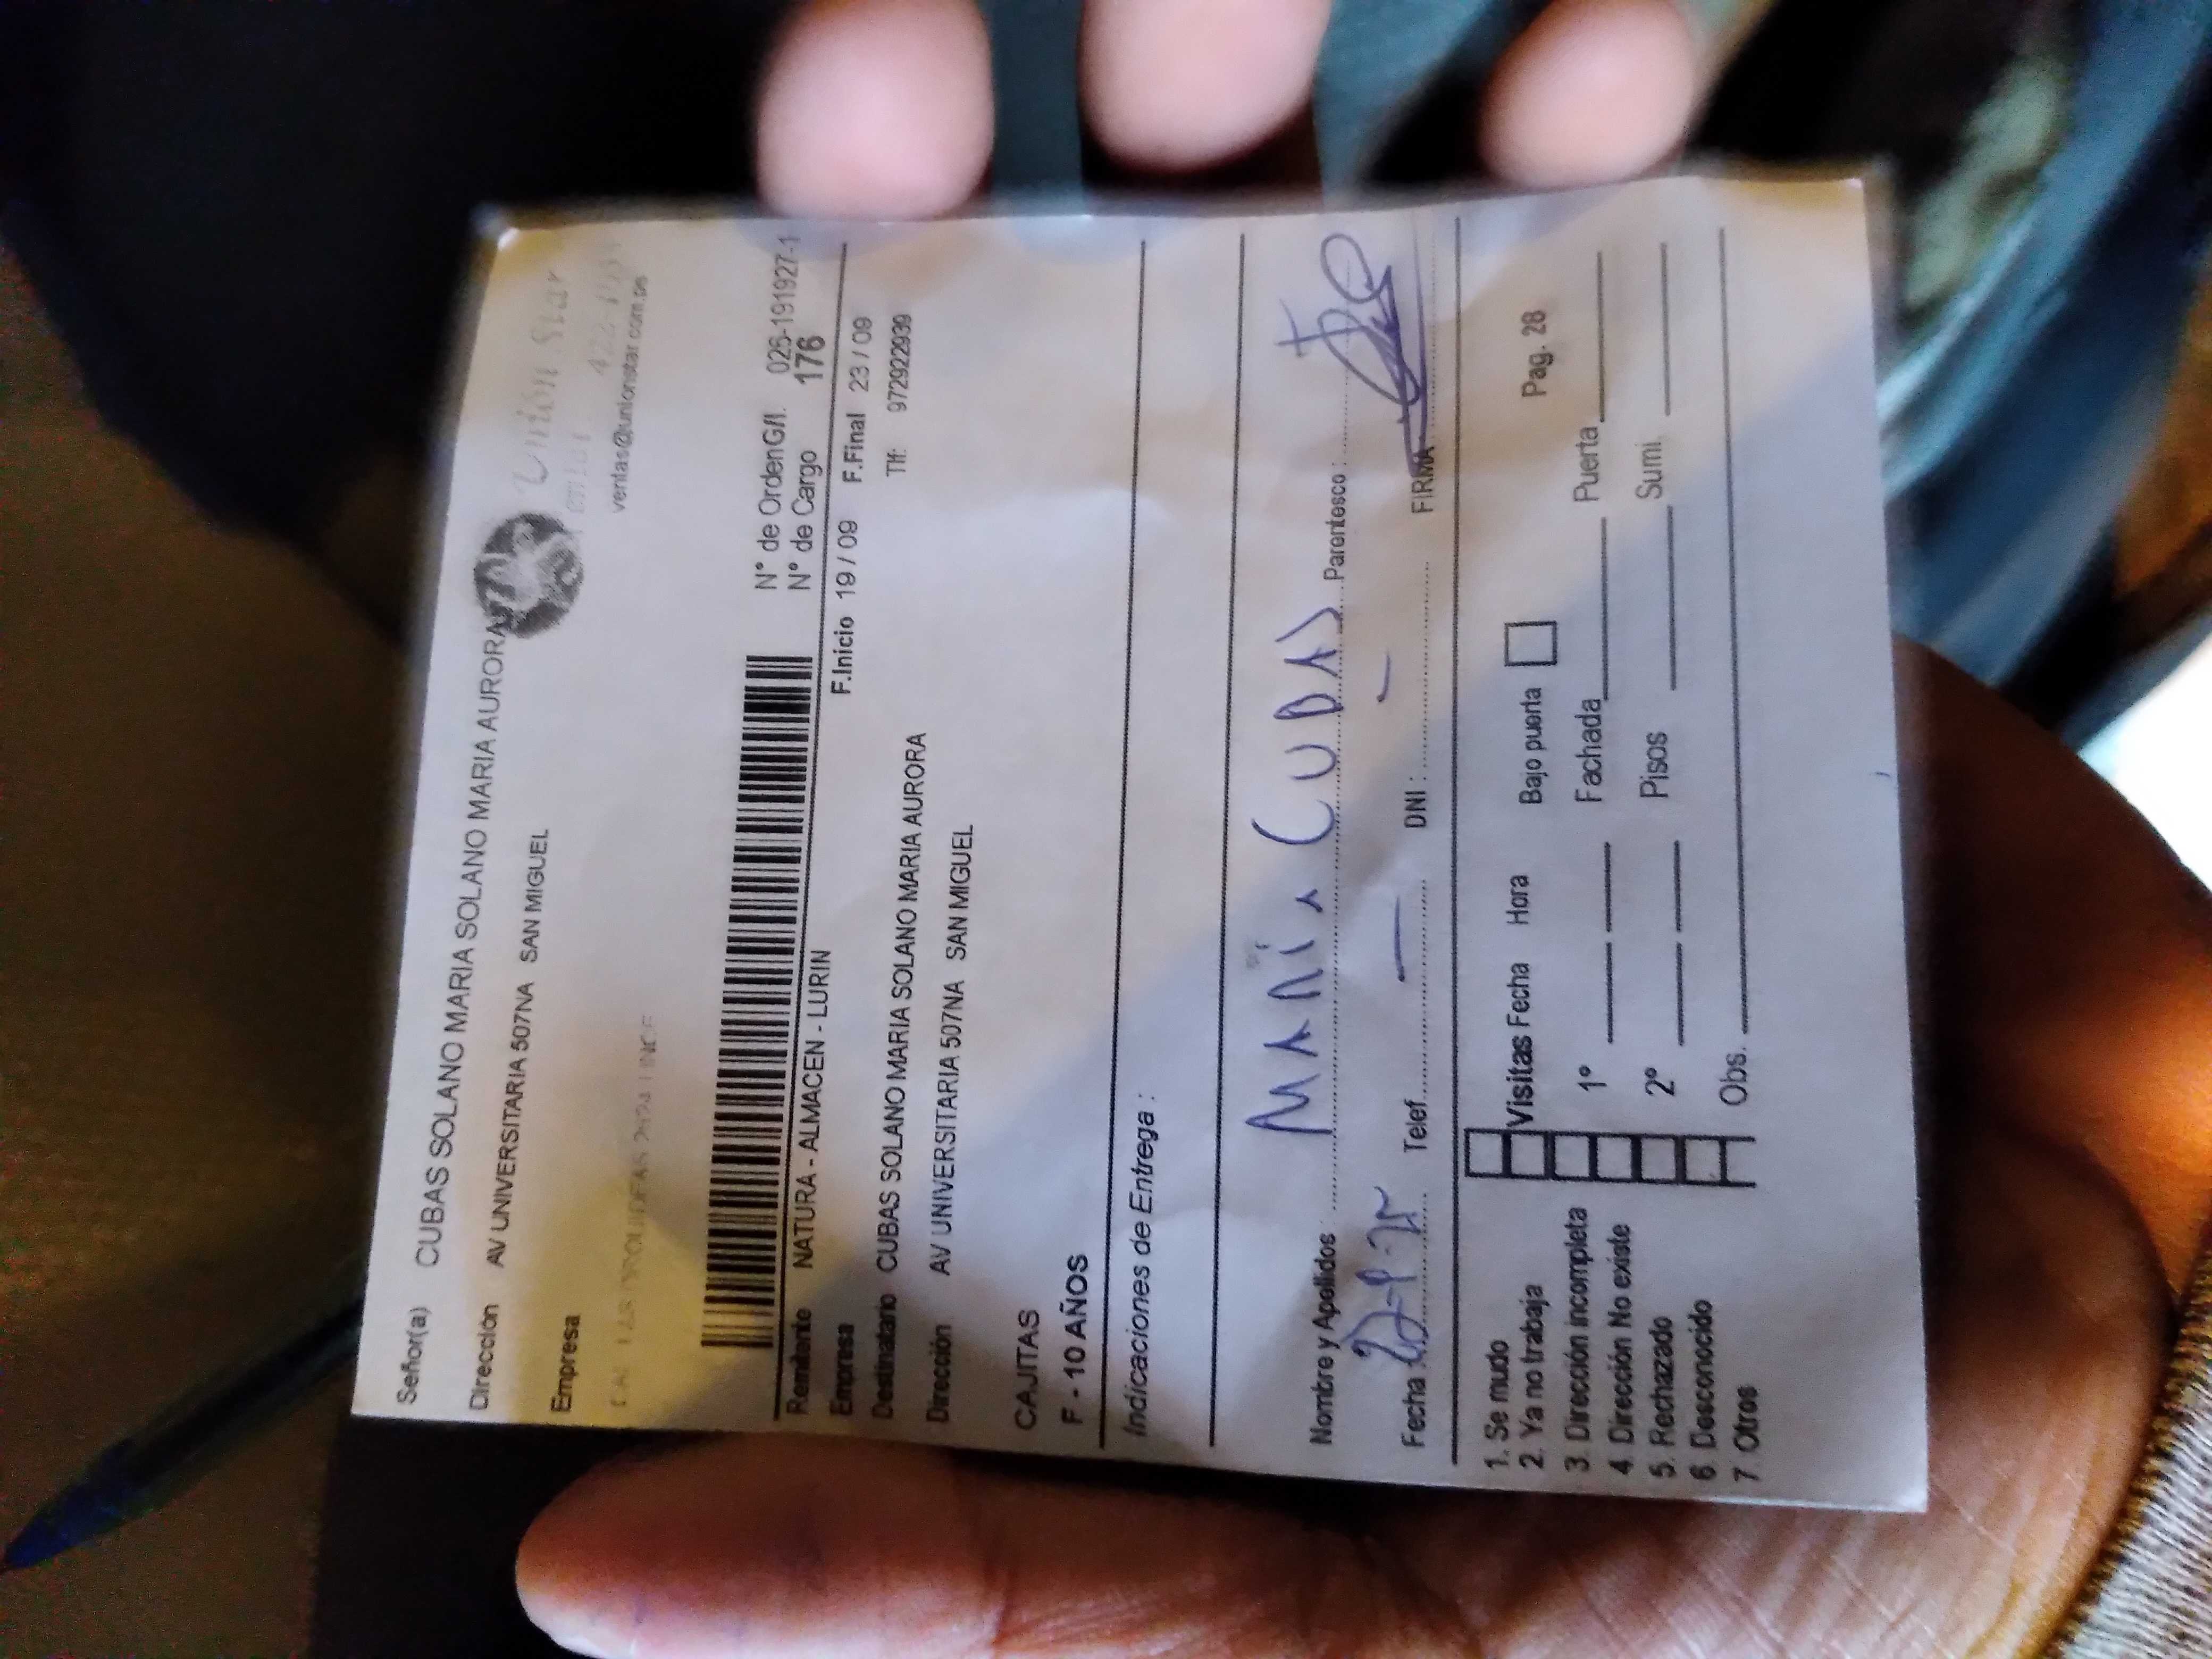 Señor(a) CUBAS SOLANO MARIA SOLANO MARIA AURORA
Unión Star
Dirección AV UNIVERSITARIA 507NA SAN MIGUEL
ventas@unionstar.com.pe
Empresa
N° de Orden G/I. 026-191927-1
N° de Cargo 176
Remitente NATURA - ALMACEN - LURIN
Empresa F.Inicio 19 / 09 F.Final 23 / 09
Destinatario CUBAS SOLANO MARIA SOLANO MARIA AURORA Tlf: 972922939
Dirección AV UNIVERSITARIA 507NA SAN MIGUEL
CAJITAS
F - 10 AÑOS
Indicaciones de Entrega :
Nombre y Apellidos : MARIA CUBAS Parentesco :
Fecha Telef. DNI : FIRMA
1. Se mudo
2. Ya no trabaja
3. Dirección incompleta
4 Dirección No existe
5. Rechazado
6 Desconocido
7 Otros
Visitas Fecha Hora Bajo puerta Pag. 28
1° Fachada Puerta
2° Pisos Sumi.
Obs.